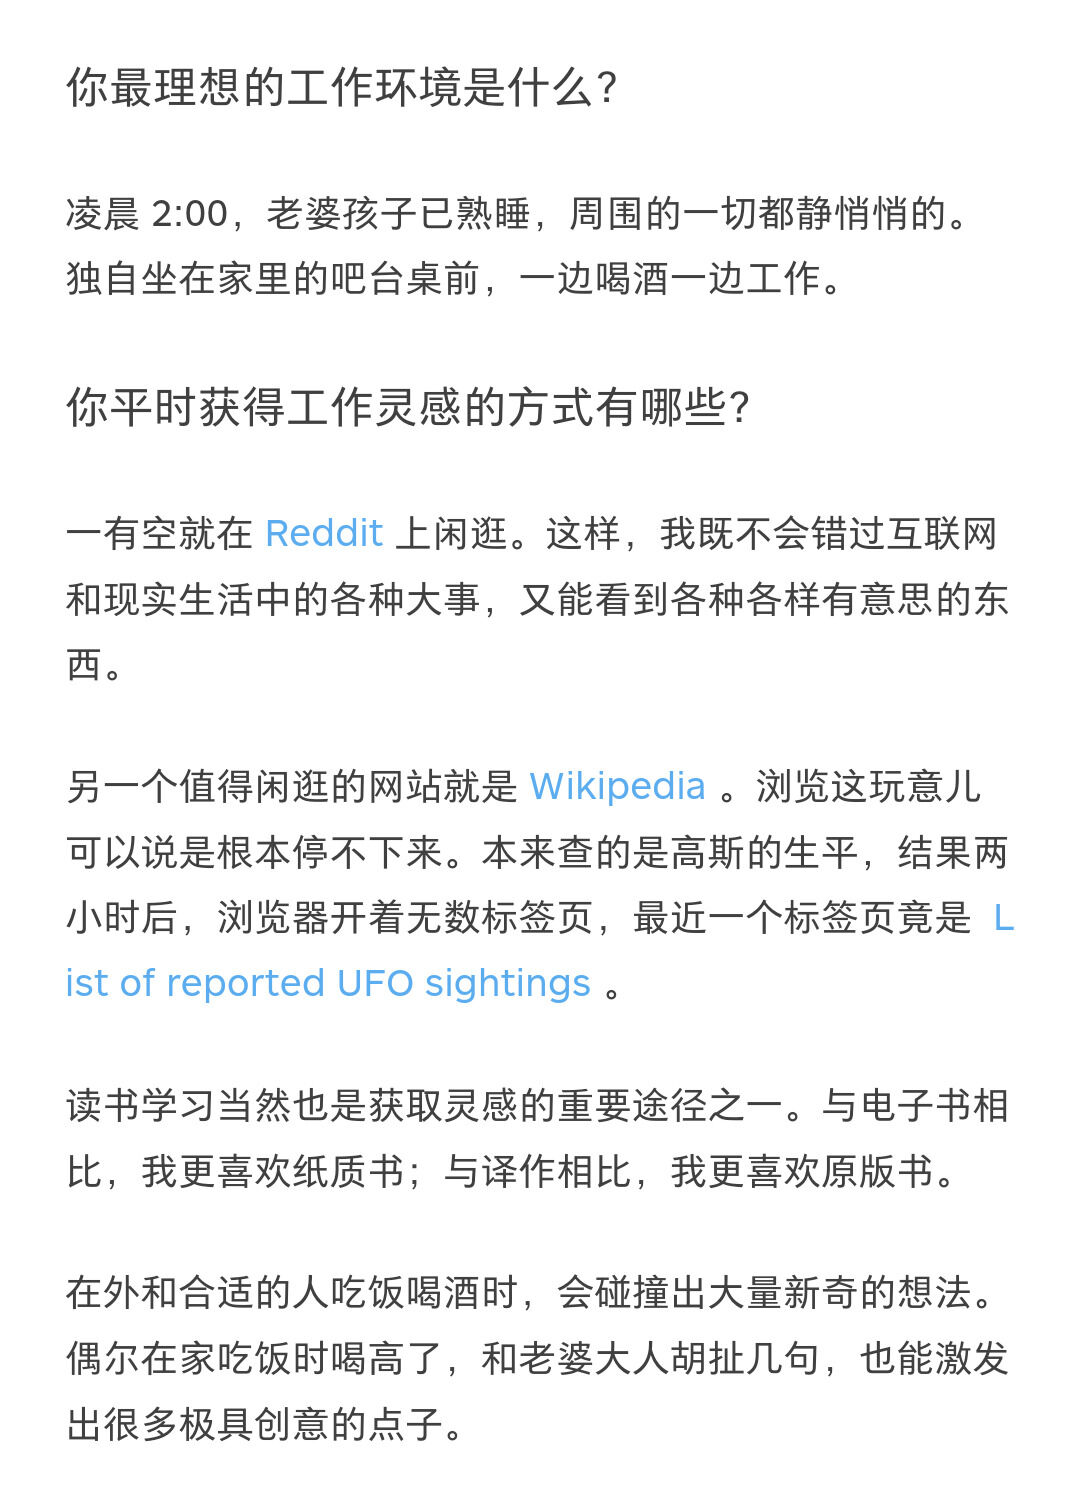 你最理想的工作环境是什么？
凌晨 2:00，老婆孩子已熟睡，周围的一切都静悄悄的。
独自坐在家里的吧台桌前，一边喝酒一边工作。
你平时获得工作灵感的方式有哪些？
一有空就在 Reddit 上闲逛。这样，我既不会错过互联网
和现实生活中的各种大事，又能看到各种各样有意思的东
西。
另一个值得闲逛的网站就是 Wikipedia 。浏览这玩意儿
可以说是根本停不下来。本来查的是高斯的生平，结果两
小时后，浏览器开着无数标签页，最近一个标签页竟是 L
ist of reported UFO sightings 。
读书学习当然也是获取灵感的重要途径之一。与电子书相
比，我更喜欢纸质书；与译作相比，我更喜欢原版书。
在外和合适的人吃饭喝酒时，会碰撞出大量新奇的想法。
偶尔在家吃饭时喝高了，和老婆大人胡扯几句，也能激发
出很多极具创意的点子。